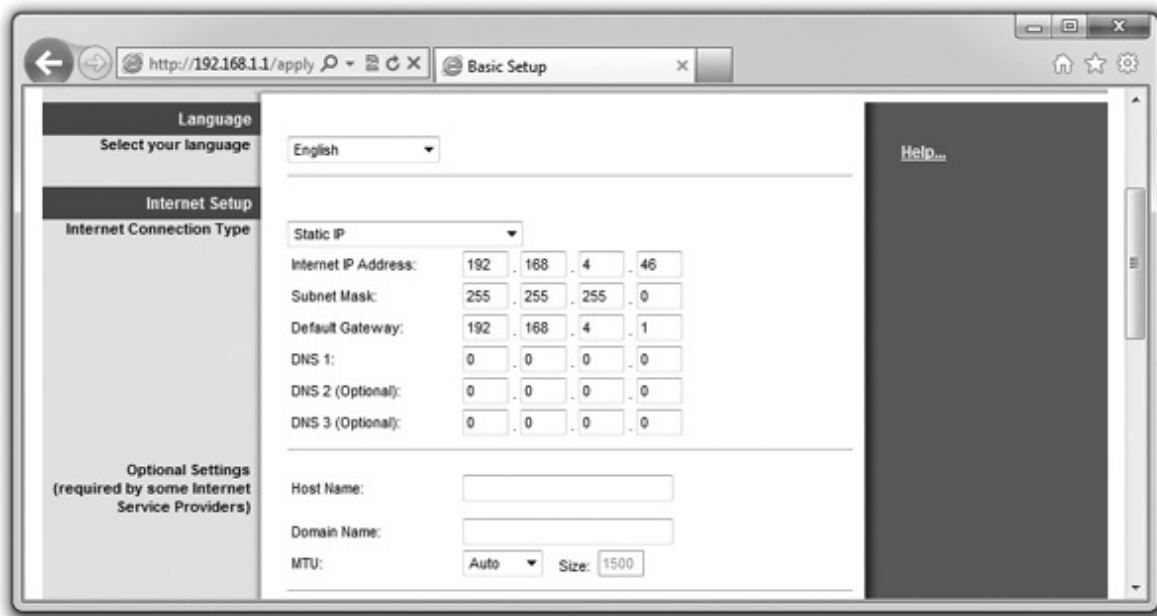 http://192.168.1.1/apply
Basic Setup
Language
Select your language
English
Help...
Internet Setup
Internet Connection Type
Static IP
Internet IP Address: 192 . 168 . 4 . 46
Subnet Mask: 255 . 255 . 255 . 0
Default Gateway: 192 . 168 . 4 . 1
DNS 1: 0 . 0 . 0 . 0
DNS 2 (Optional): 0 . 0 . 0 . 0
DNS 3 (Optional): 0 . 0 . 0 . 0
Optional Settings
(required by some Internet
Service Providers)
Host Name:
Domain Name:
MTU: Auto Size: 1500